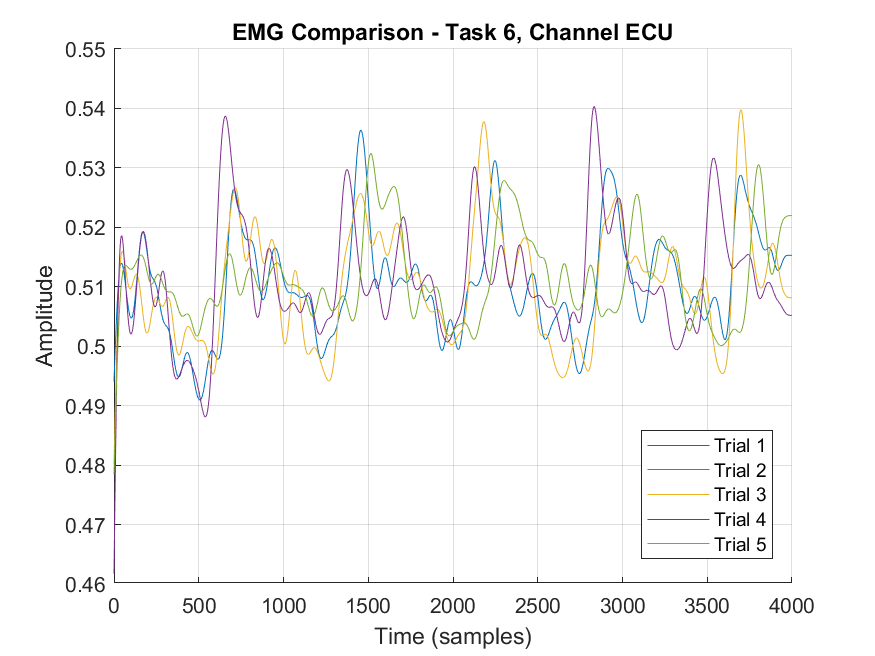 EMG Comparison - Task 6, Channel ECU
0.55
0.54
0.53
0.52
0.51
0.5
0.49
0.48
0.47
0.46
Amplitude
Trial 1
Trial 2
Trial 3
Trial 4
Trial 5
0 500 1000 1500 2000 2500 3000 3500 4000
Time (samples)